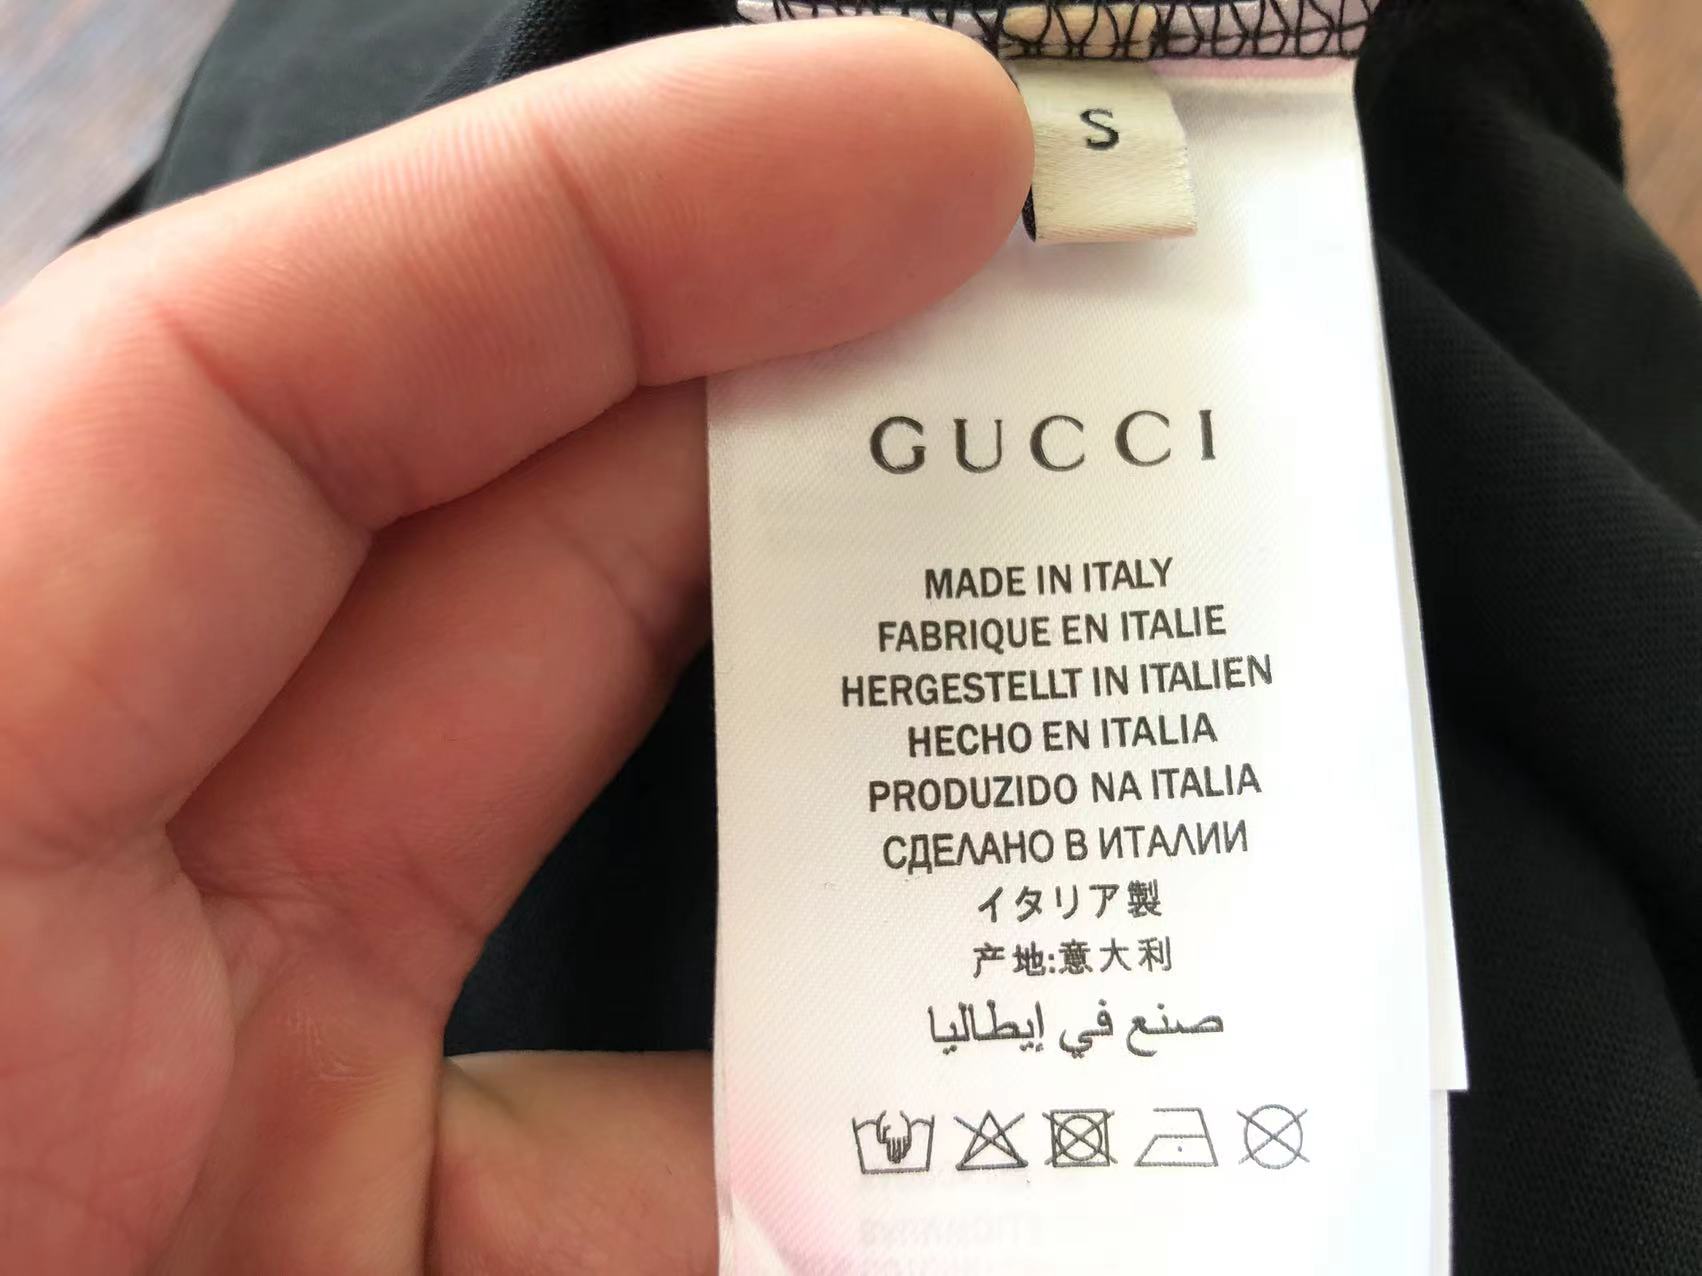 S
GUCCI
MADE IN ITALY
FABRIQUE EN ITALIE
HERGESTELLT IN ITALIEN
HECHO EN ITALIA
PRODUZIDO NA ITALIA
СДЕЛАНО В ИТАЛИИ
イタリア製
产地:意大利
صنع في إيطاليا